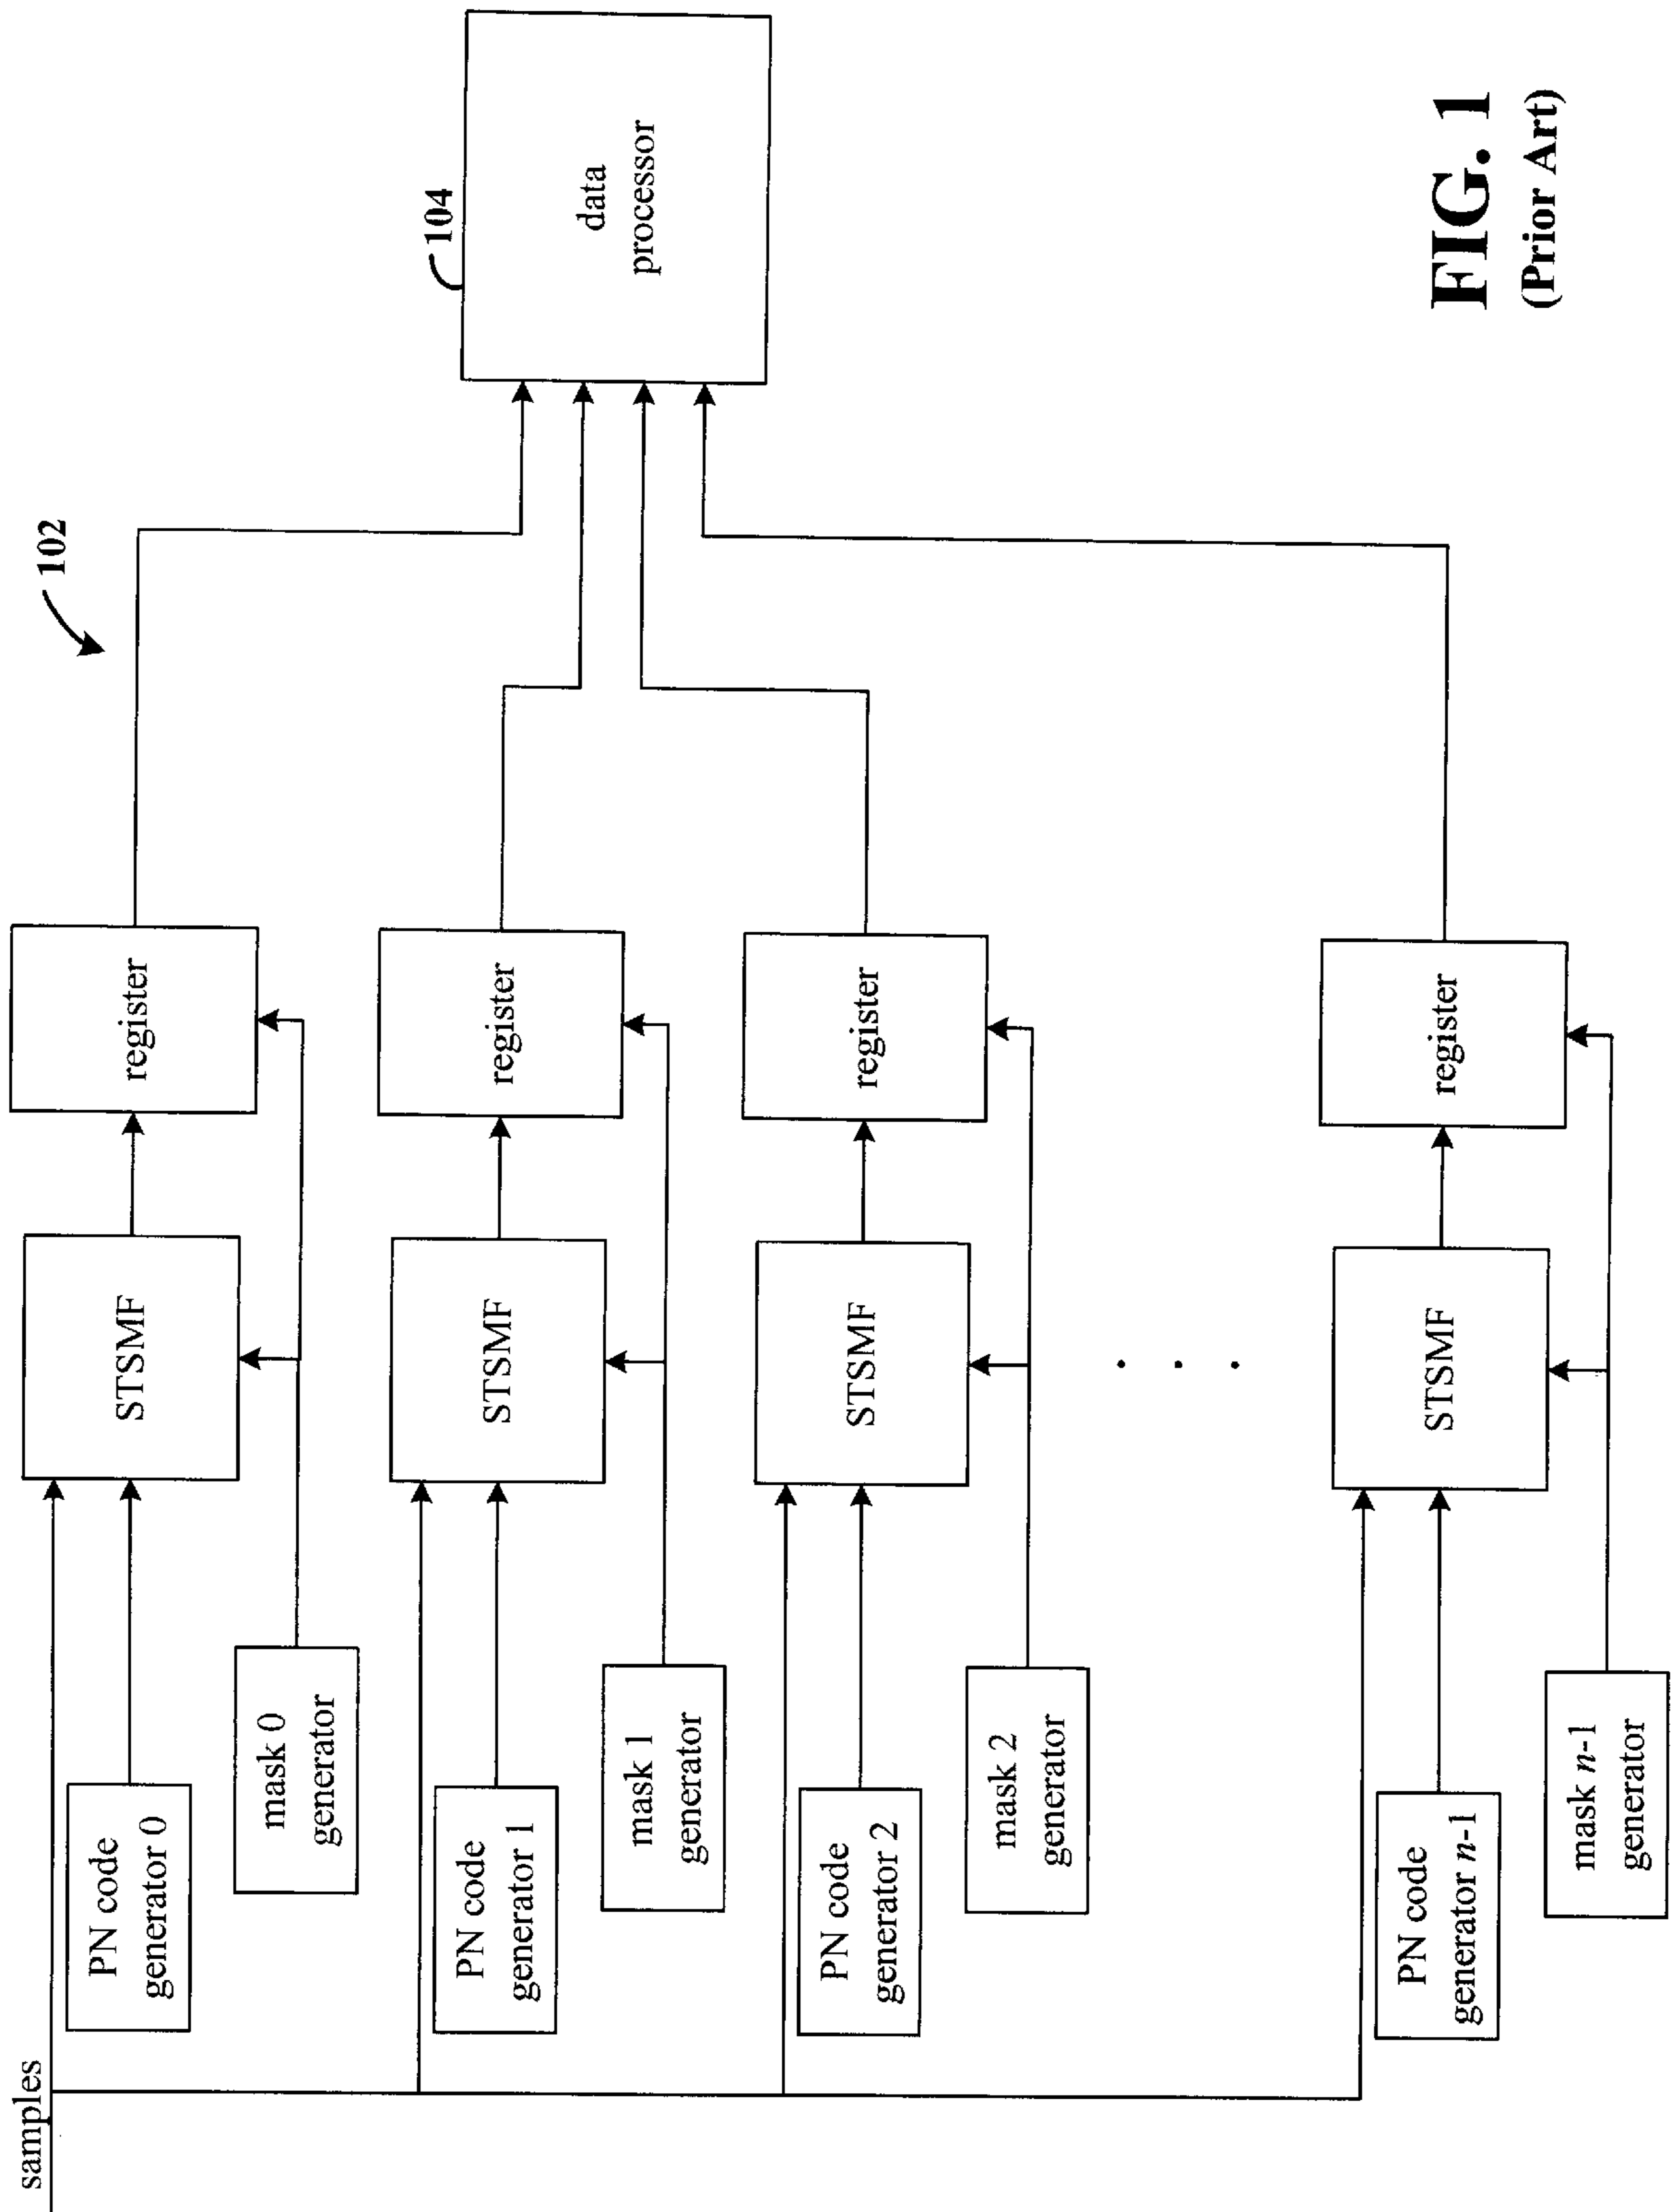 samples
PN code
generator 0
mask 0
generator
STSMF
register
102
PN code
generator 1
mask 1
generator
STSMF
register
PN code
generator 2
mask 2
generator
STSMF
register
. . .
PN code
generator n-1
mask n-1
generator
STSMF
register
104
data
processor
FIG. 1
(Prior Art)